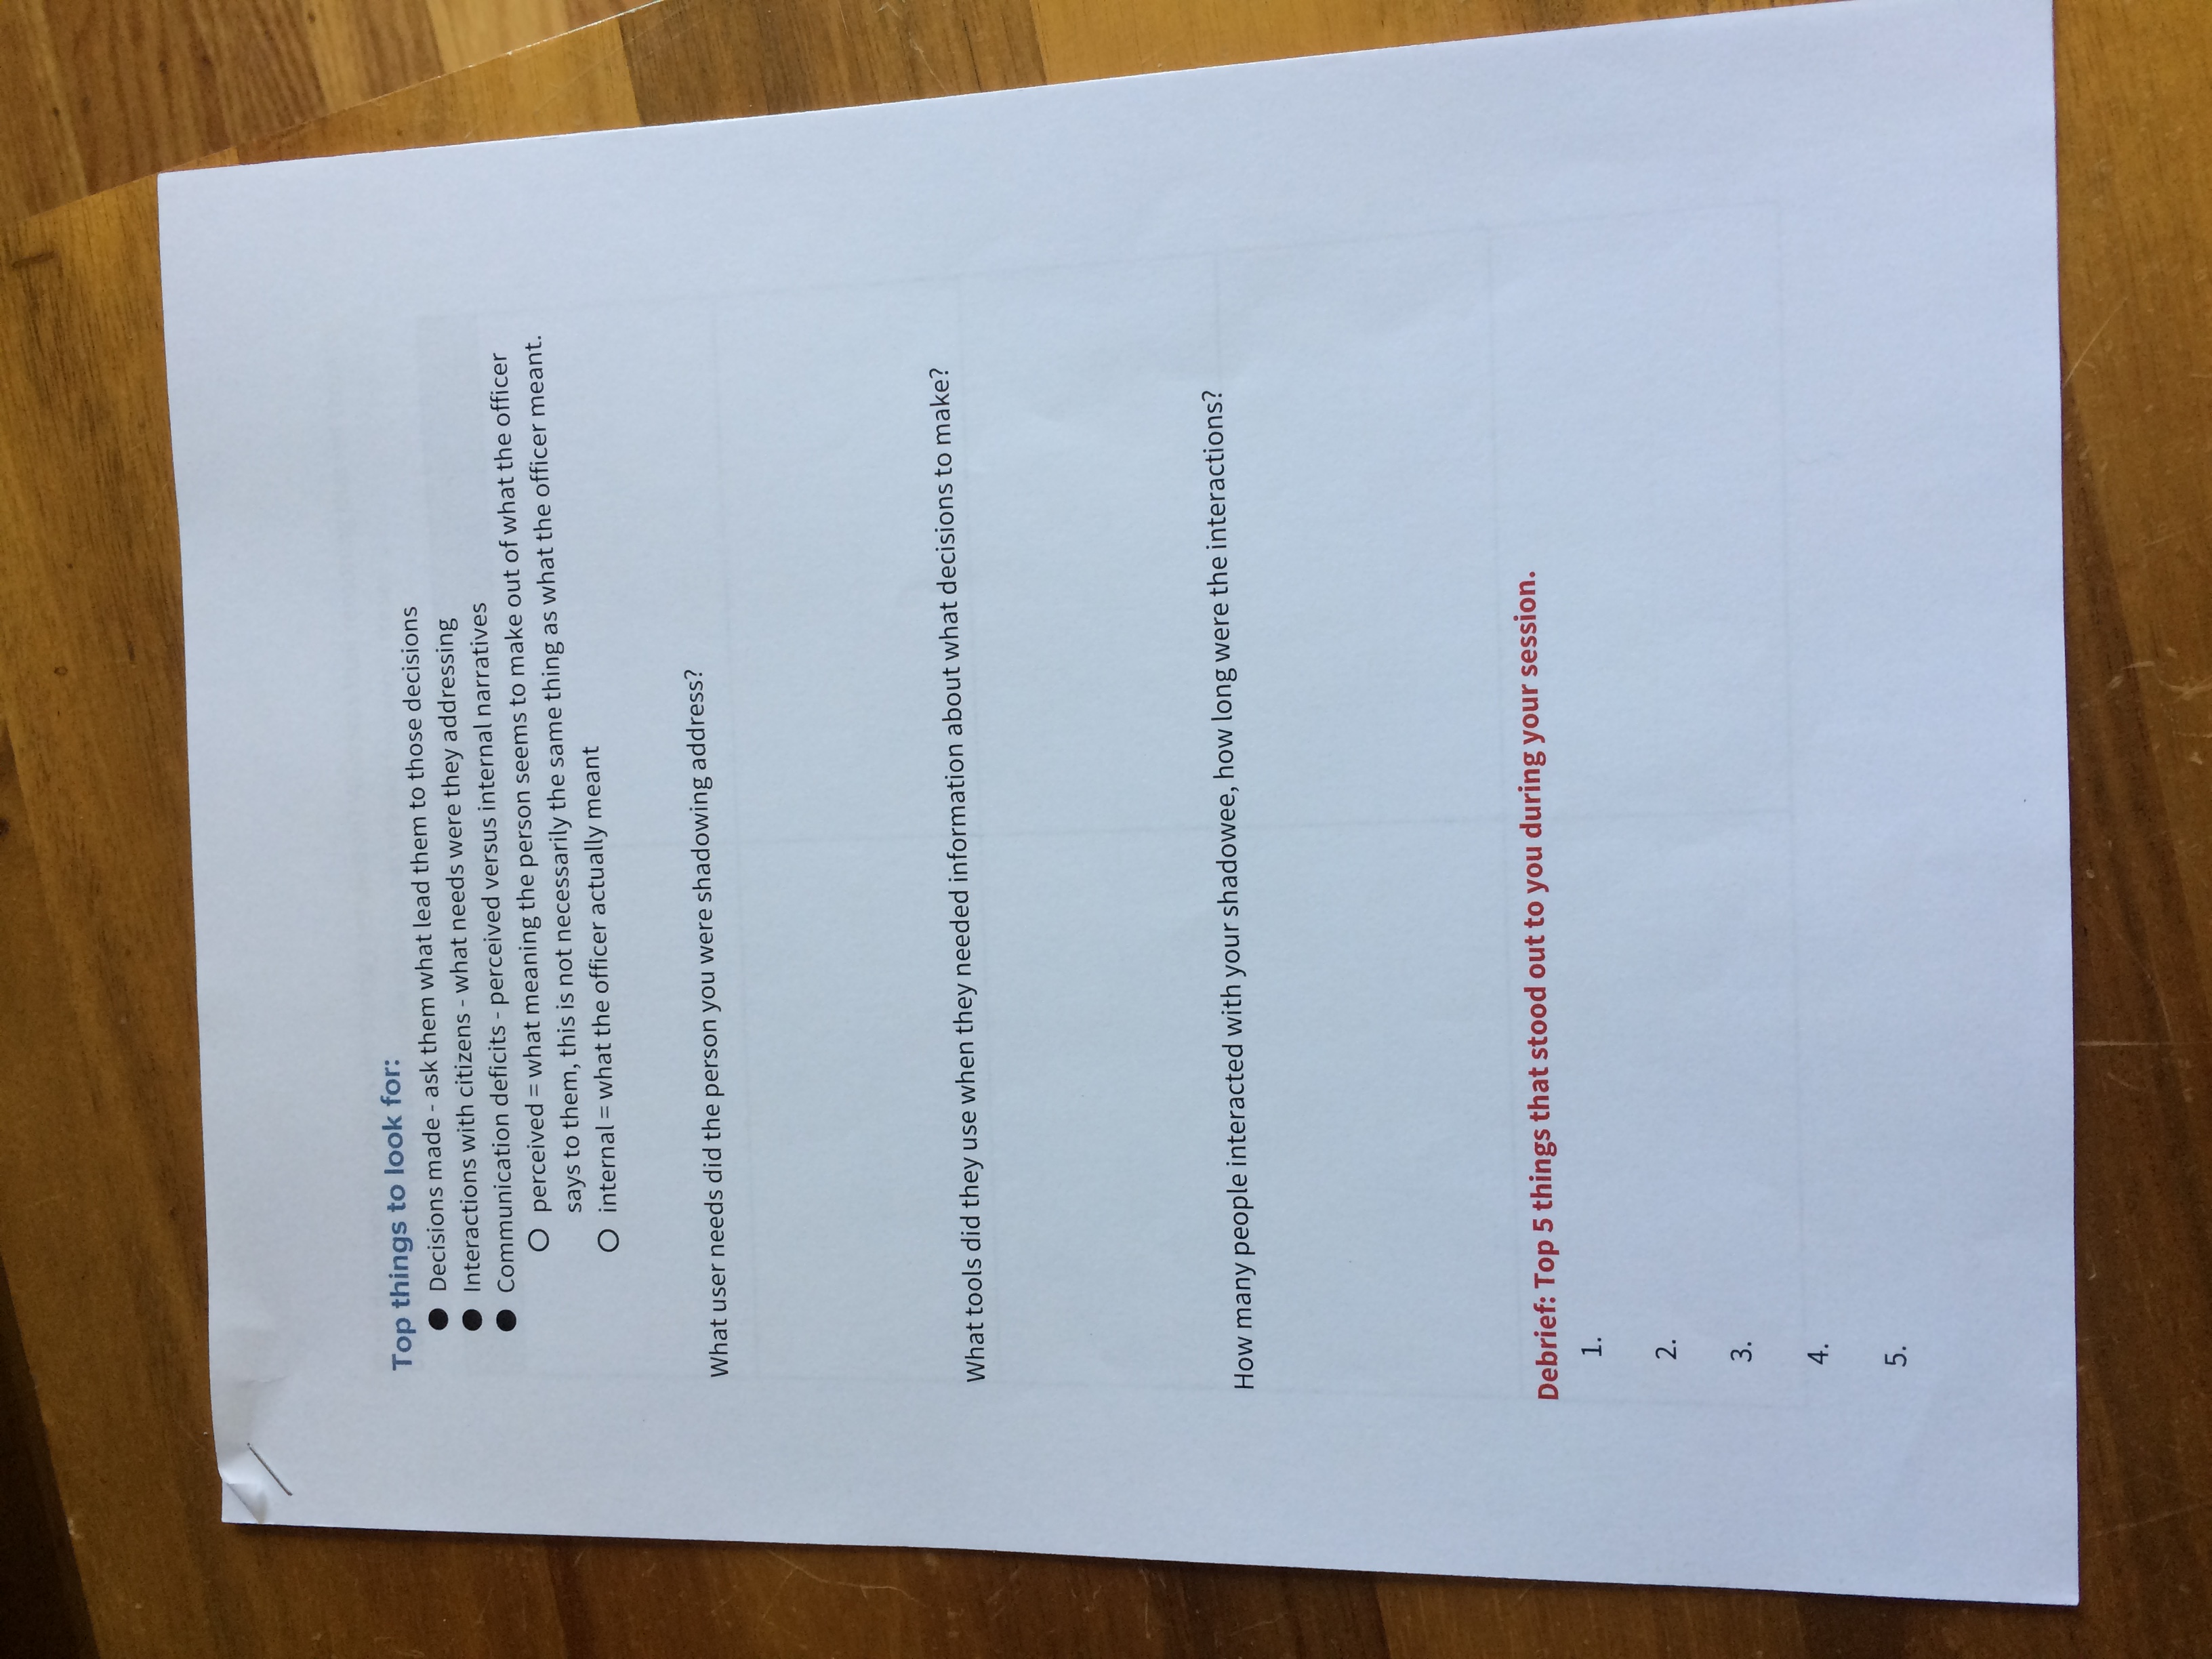 Top things to look for:
● Decisions made - ask them what lead them to those decisions
● Interactions with citizens - what needs were they addressing
● Communication deficits - perceived versus internal narratives
○ perceived = what meaning the person seems to make out of what the officer
says to them, this is not necessarily the same thing as what the officer meant.
○ internal = what the officer actually meant
What user needs did the person you were shadowing address?
What tools did they use when they needed information about what decisions to make?
How many people interacted with your shadowee, how long were the interactions?
Debrief: Top 5 things that stood out to you during your session.
1.
2.
3.
4.
5.